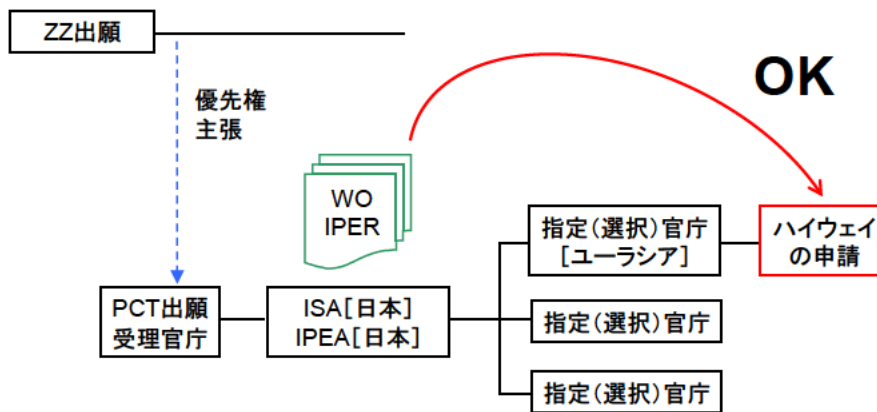 ZZ出願
OK
優先権
主張
WO
IPER
指定(選択)官庁
[ユーラシア]
ハイウェイ
の申請
PCT出願
受理官庁
ISA[日本]
IPEA[日本]
指定(選択)官庁
指定(選択)官庁